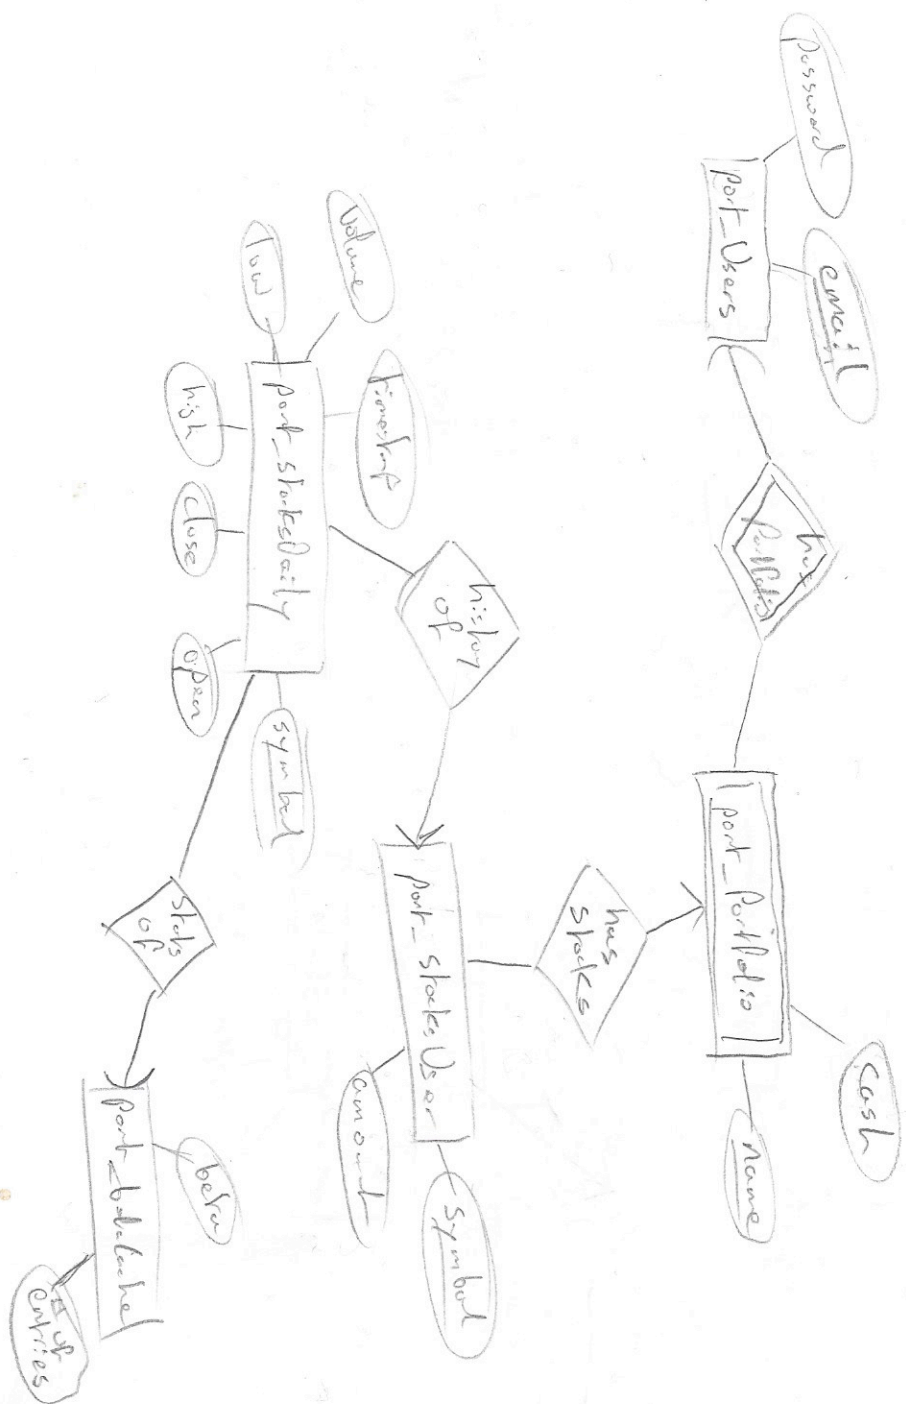 password
email
port_Users
has
Portfolio
port_Portfolio
cash
name
has
stocks
port_stocksUser
amount
symbol
history
of
volume
timestamp
low
port_stocksDaily
high
close
open
symbol
Stats
of
port_betaCache
beta
# of
entries